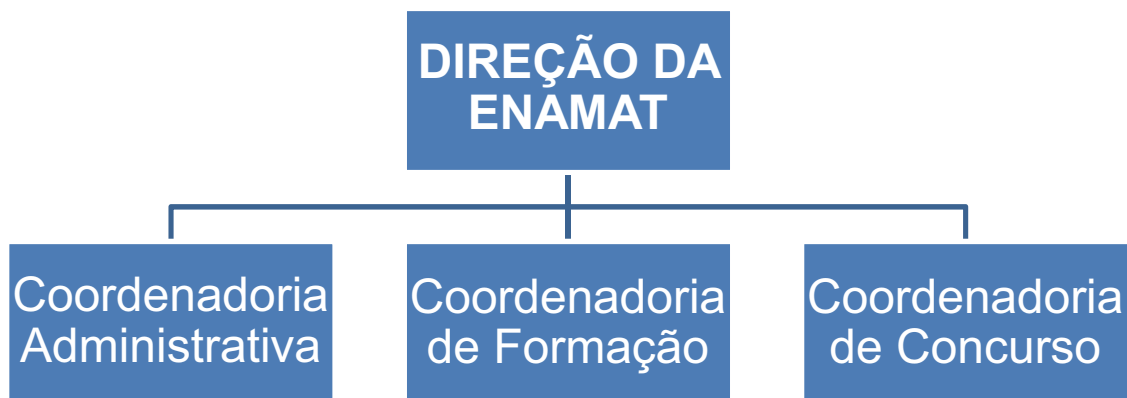 DIREÇÃO DA
ENAMAT
Coordenadoria
Administrativa
Coordenadoria
de Formação
Coordenadoria
de Concurso